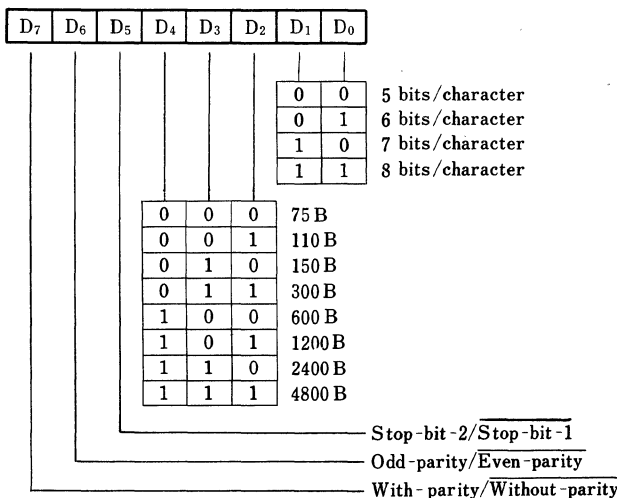 D₇ D₆ D₅ D₄ D₃ D₂ D₁ D₀
0 0 5 bits/character
0 1 6 bits/character
1 0 7 bits/character
1 1 8 bits/character
0 0 0 75 B
0 0 1 110 B
0 1 0 150 B
0 1 1 300 B
1 0 0 600 B
1 0 1 1200 B
1 1 0 2400 B
1 1 1 4800 B
Stop-bit-2/Stop-bit-1
Odd-parity/Even-parity
With-parity/Without-parity